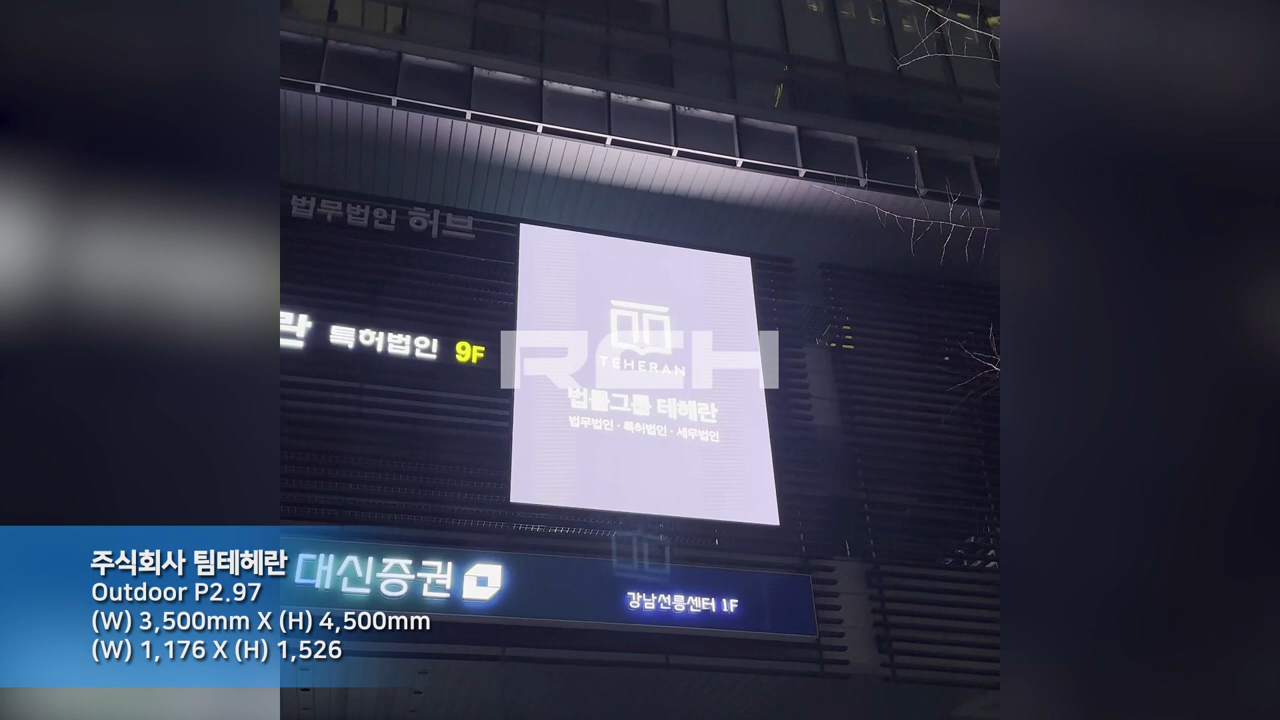 법무법인 허브
란 특허법인 9F
TEHERAN
법률그룹 테헤란
법무법인 · 특허법인 · 세무법인
RCH
대신증권
강남선릉센터 1F
주식회사 팀테헤란
Outdoor P2.97
(W) 3,500mm X (H) 4,500mm
(W) 1,176 X (H) 1,526